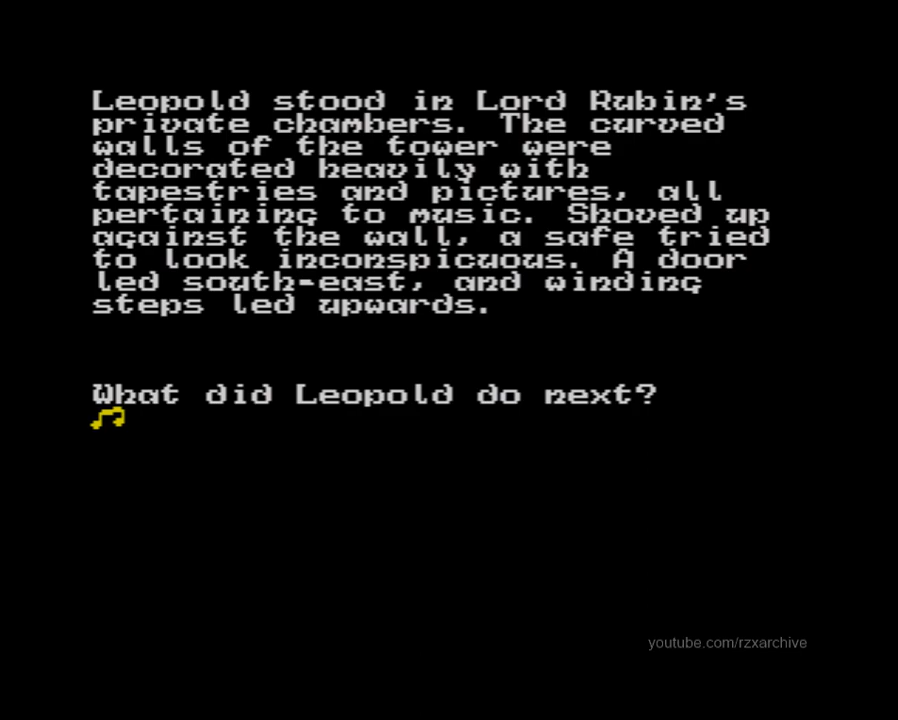 Leopold stood in Lord Rubin's
private chambers. The curved
walls of the tower were
decorated heavily with
tapestries and pictures, all
pertaining to music. Shoved up
against the wall, a safe tried
to look inconspicuous. A door
led south-east, and winding
steps led upwards.
What did Leopold do next?
youtube.com/rzxarchive